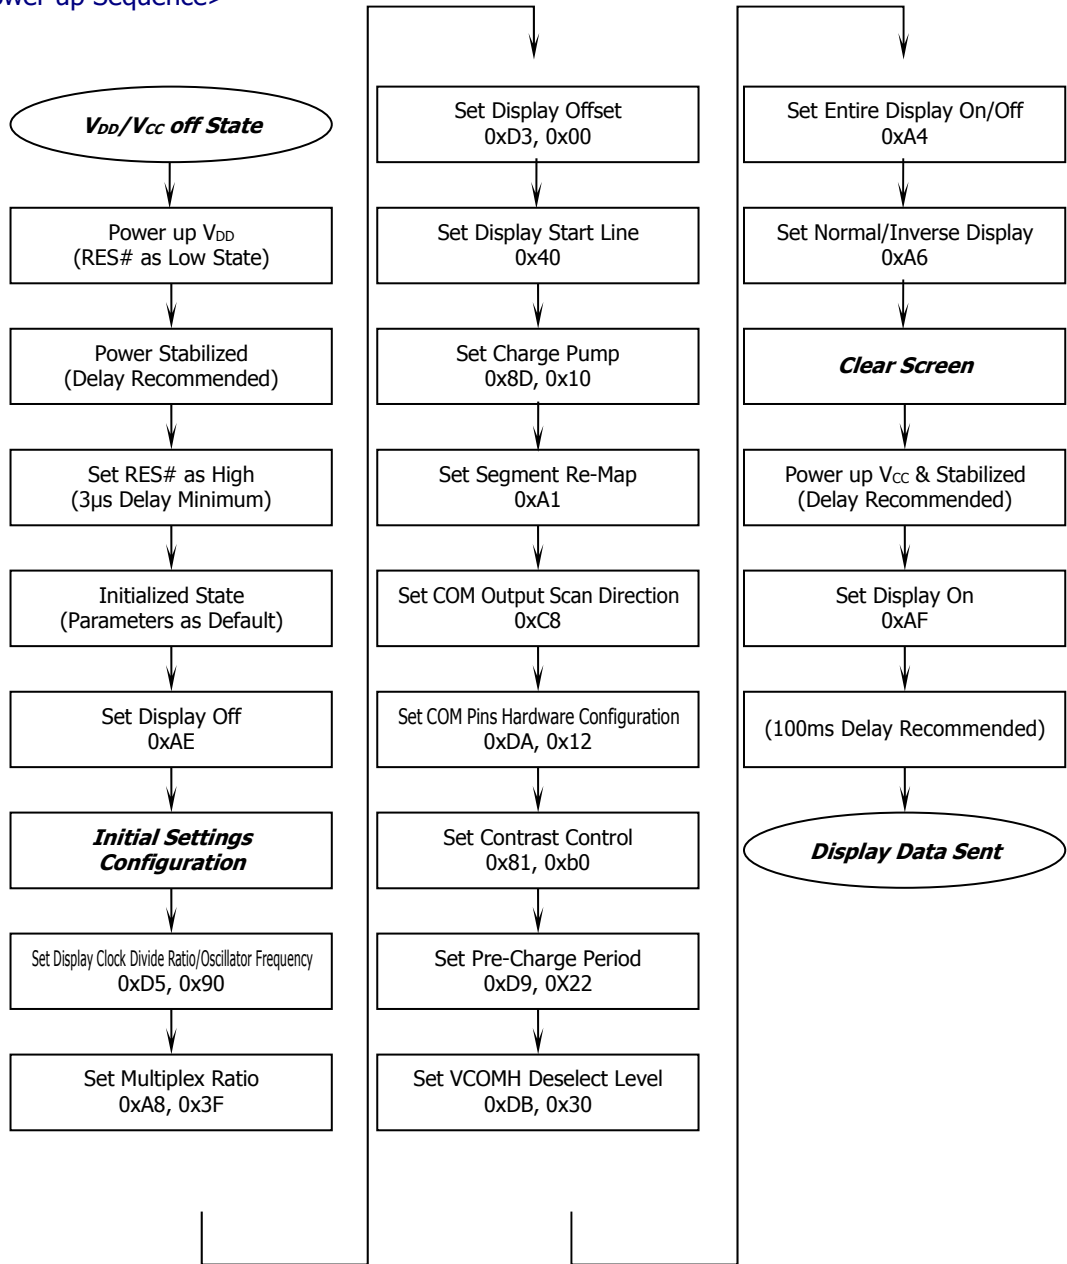 Sequence>
V_DD/V_CC off State
Power up V_DD
(RES# as Low State)
Power Stabilized
(Delay Recommended)
Set RES# as High
(3µs Delay Minimum)
Initialized State
(Parameters as Default)
Set Display Off
0xAE
Initial Settings
Configuration
Set Display Clock Divide Ratio/Oscillator Frequency
0xD5, 0x90
Set Multiplex Ratio
0xA8, 0x3F
Set Display Offset
0xD3, 0x00
Set Display Start Line
0x40
Set Charge Pump
0x8D, 0x10
Set Segment Re-Map
0xA1
Set COM Output Scan Direction
0xC8
Set COM Pins Hardware Configuration
0xDA, 0x12
Set Contrast Control
0x81, 0xb0
Set Pre-Charge Period
0xD9, 0X22
Set VCOMH Deselect Level
0xDB, 0x30
Set Entire Display On/Off
0xA4
Set Normal/Inverse Display
0xA6
Clear Screen
Power up V_CC & Stabilized
(Delay Recommended)
Set Display On
0xAF
(100ms Delay Recommended)
Display Data Sent